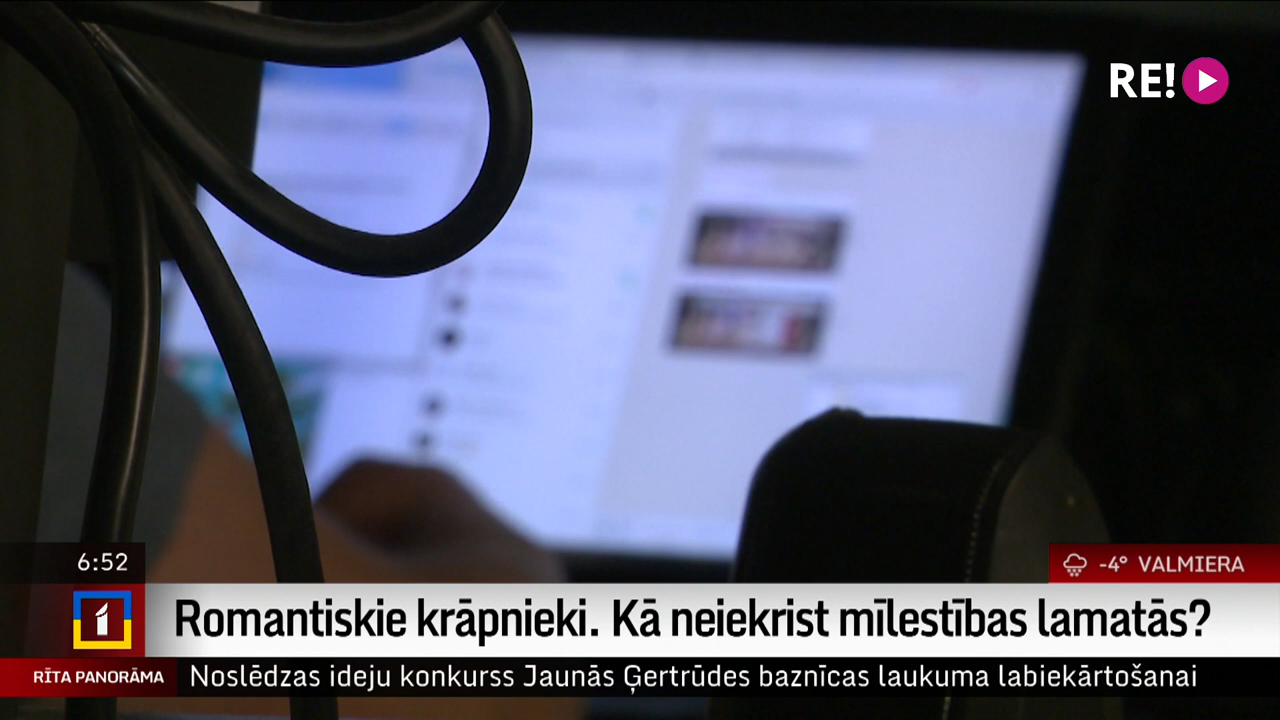 RE!
6:52
-4° VALMIERA
1
Romantiskie krāpnieki. Kā neiekrist mīlestības lamatās?
RĪTA PANORĀMA
Noslēdzas ideju konkurss Jaunās Ģertrūdes baznīcas laukuma labiekārtošanai